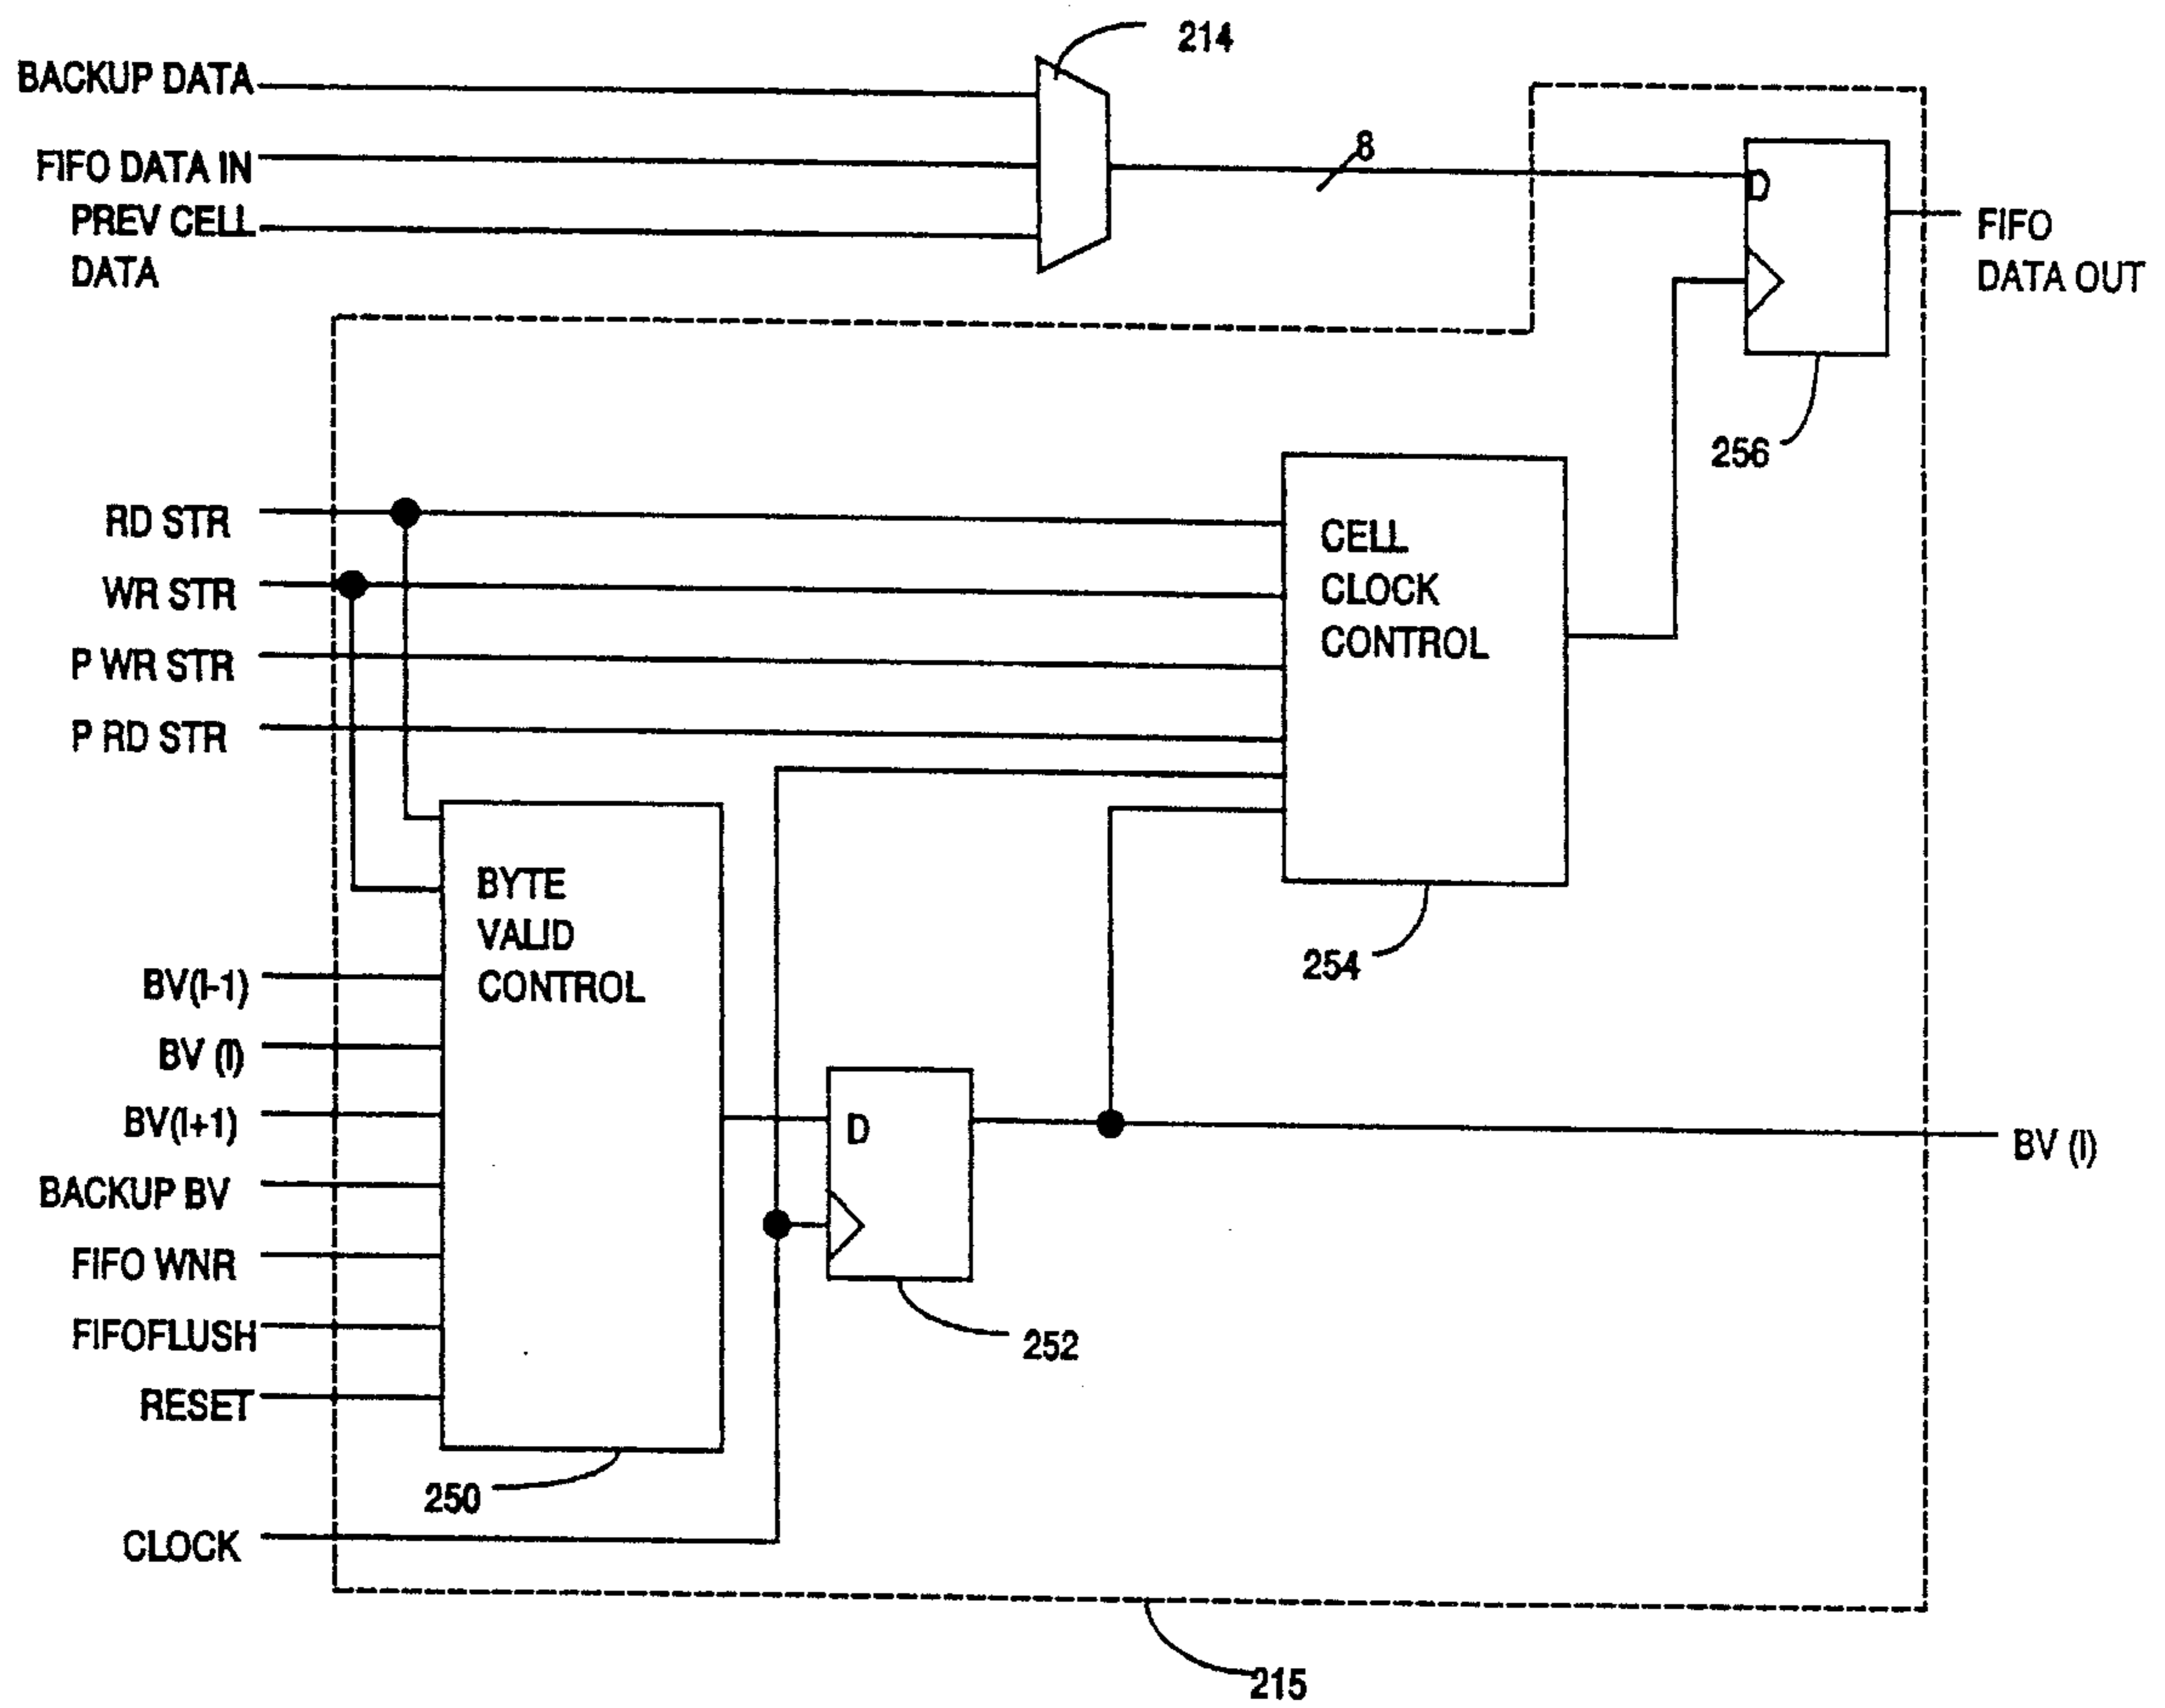 214
BACKUP DATA
8
FIFO DATA IN
PREV CELL
DATA
D
FIFO
DATA OUT
256
RD STR
CELL
CLOCK
CONTROL
WR STR
P WR STR
P RD STR
BYTE
VALID
CONTROL
254
BV(I-1)
BV (I)
BV(I+1)
D
BV (I)
BACKUP BV
FIFO WNR
FIFOFLUSH
252
RESET
250
CLOCK
215